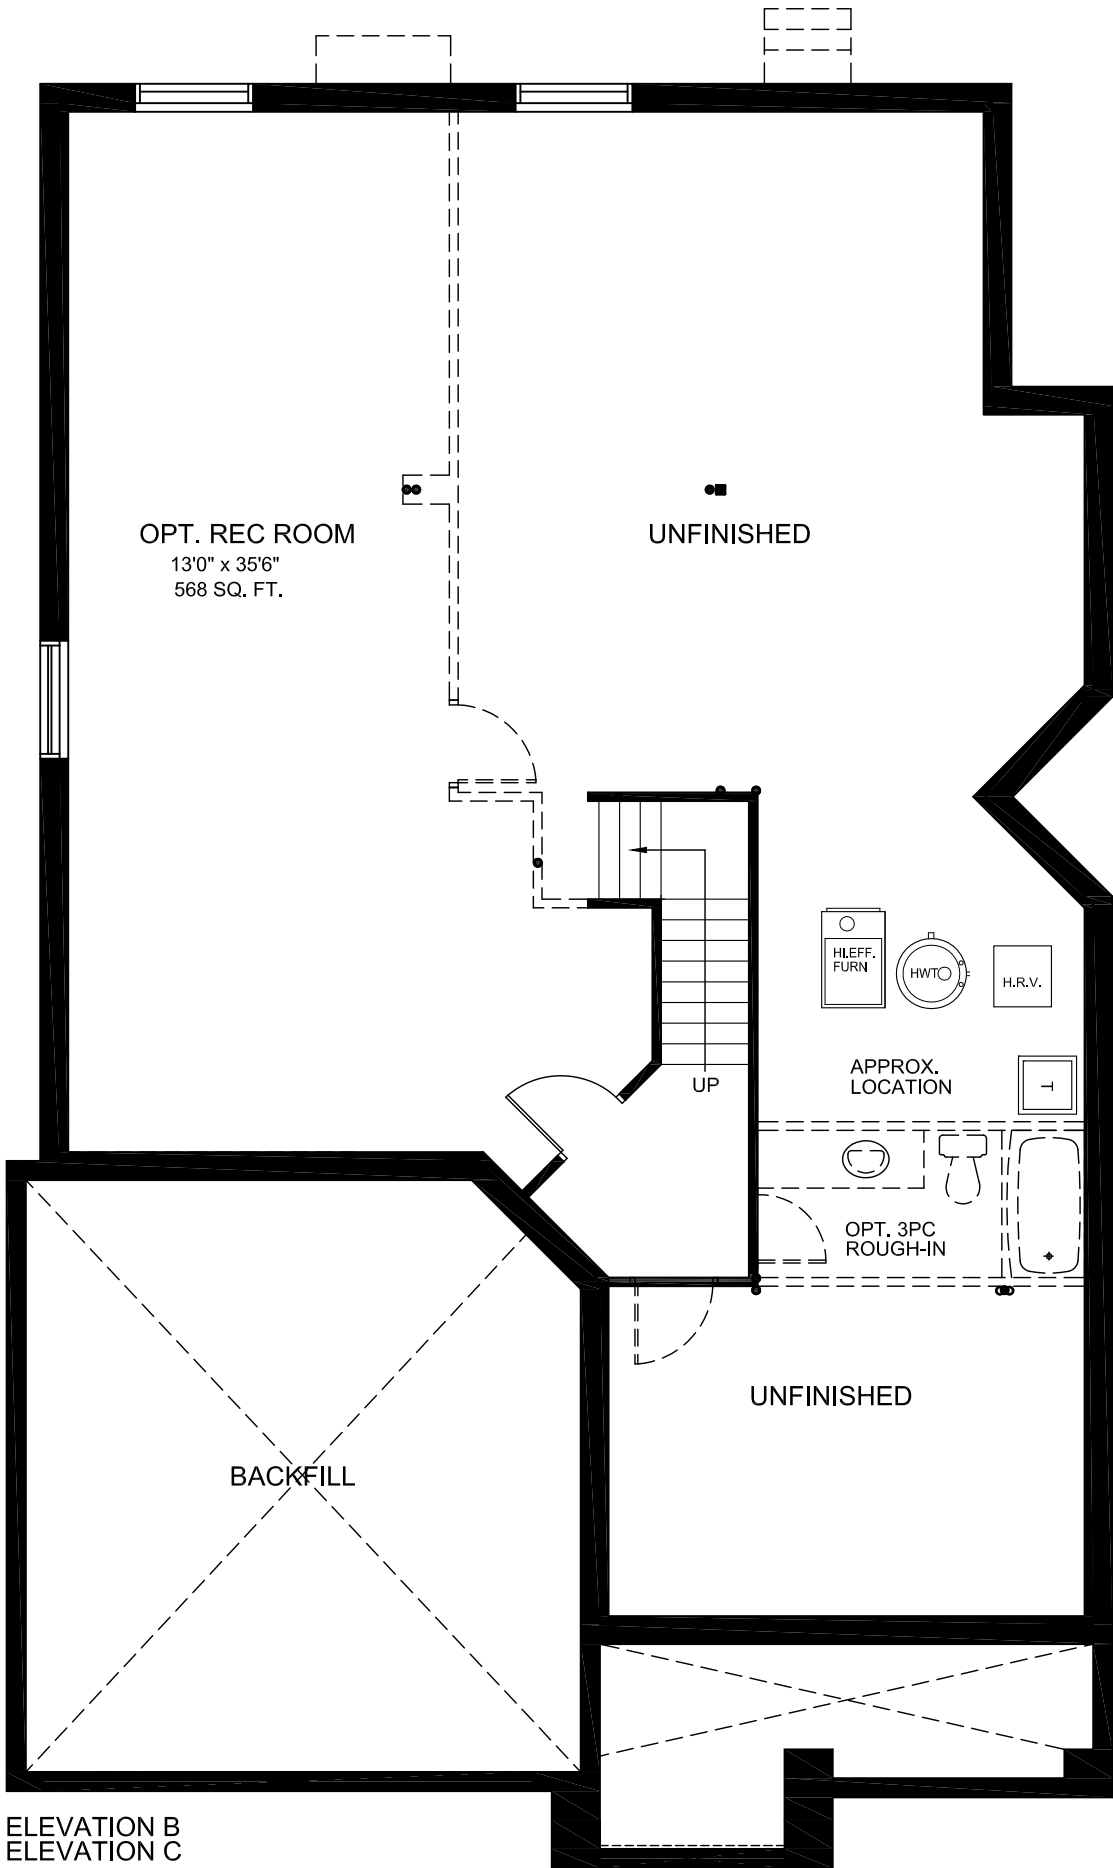 OPT. REC ROOM
13'0" x 35'6"
568 SQ. FT.
UNFINISHED
HI.EFF.
FURN
HWT
H.R.V.
APPROX.
LOCATION
T
UP
OPT. 3PC
ROUGH-IN
UNFINISHED
BACKFILL
ELEVATION B
ELEVATION C